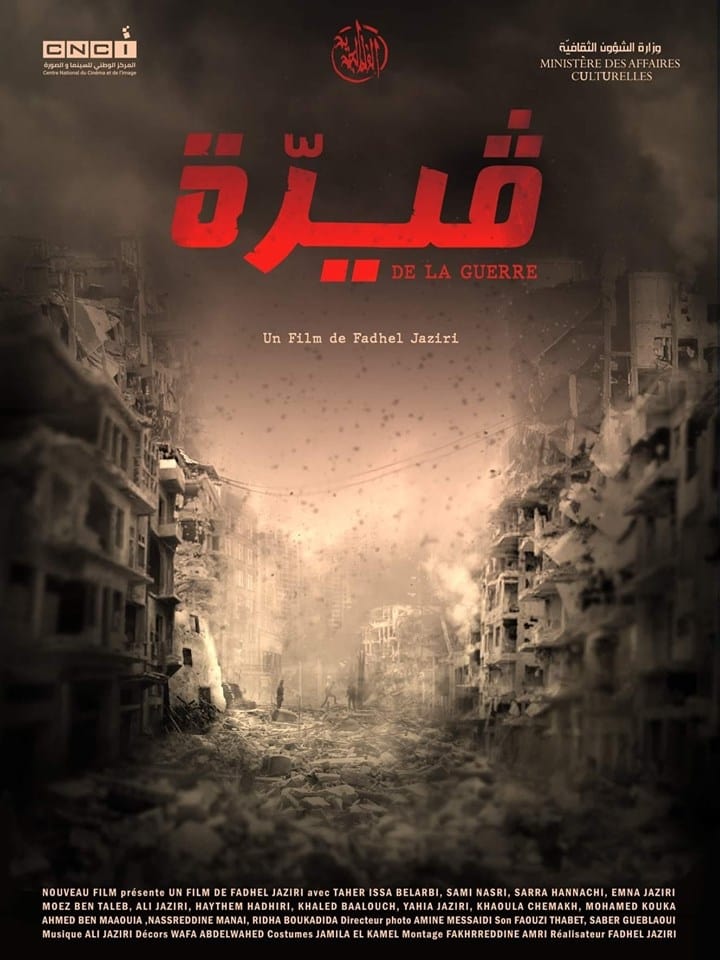 CNCI
المركز الوطني للسينما و الصورة
Centre National du Cinéma et de l'Image
وزارة الشؤون الثقافيّة
MINISTÈRE DES AFFAIRES
CULTURELLES
ڨيرّة
DE LA GUERRE
Un Film de Fadhel Jaziri
NOUVEAU FILM présente UN FILM DE FADHEL JAZIRI avec TAHER ISSA BELARBI, SAMI NASRI, SARRA HANNACHI, EMNA JAZIRI
MOEZ BEN TALEB, ALI JAZIRI, HAYTHEM HADHIRI, KHALED BAALOUCH, YAHIA JAZIRI, KHAOULA CHEMAKH, MOHAMED KOUKA
AHMED BEN MAAOUIA ,NASSREDDINE MANAI, RIDHA BOUKADIDA Directeur photo AMINE MESSAIDI Son FAOUZI THABET, SABER GUEBLAOUI
Musique ALI JAZIRI Décors WAFA ABDELWAHED Costumes JAMILA EL KAMEL Montage FAKHRREDDINE AMRI Réalisateur FADHEL JAZIRI